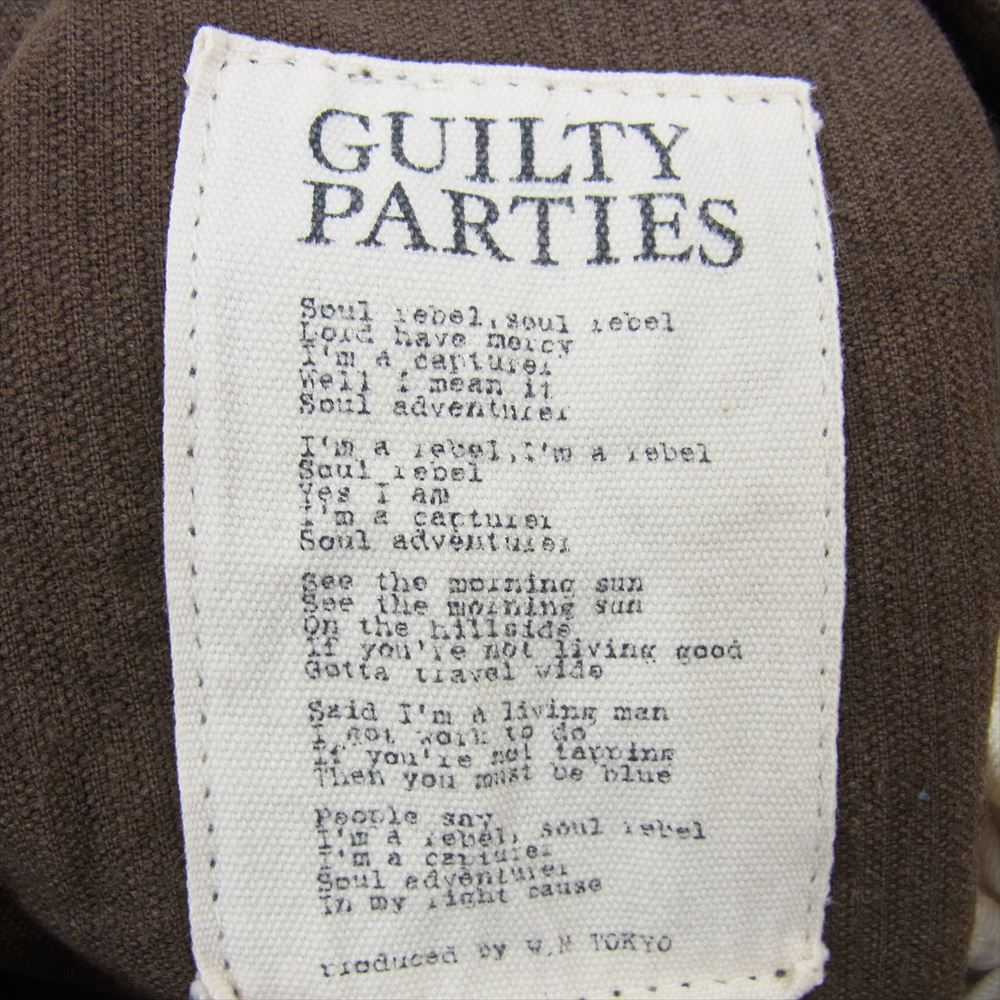 GUILTY
PARTIES
Soul rebel,soul rebel
Lord have mercy
I'm a capturer
Well I mean it
Soul adventurer
I'm a rebel,I'm a rebel
Soul rebel
Yes I am
I'm a capturer
Soul adventurer
See the morning sun
See the morning sun
On the hillside
If you're not living good
Gotta travel wide
Said I'm a living man
I got work to do
If you're not tapping
Then you must be blue
People say
I'm a rebel, soul rebel
I'm a capturer
Soul adventurer
In my right cause
produced by W.M TOKYO